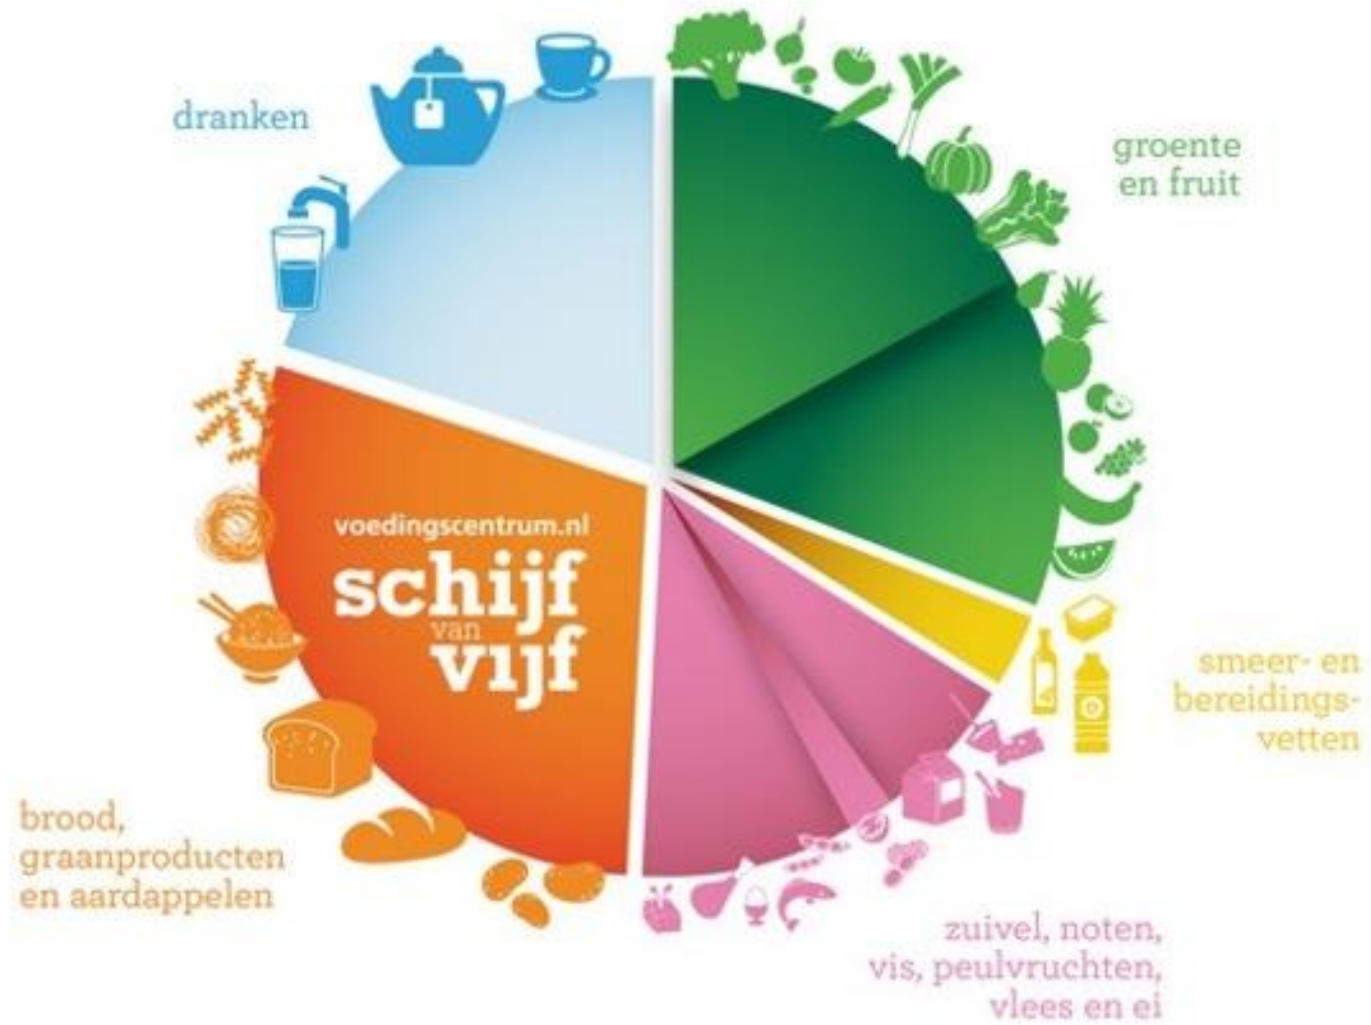 dranken
groente
en fruit
voedingscentrum.nl
schijf
van
vijf
smeer- en
bereidings-
vetten
brood,
graanproducten
en aardappelen
zuivel, noten,
vis, peulvruchten,
vlees en ei